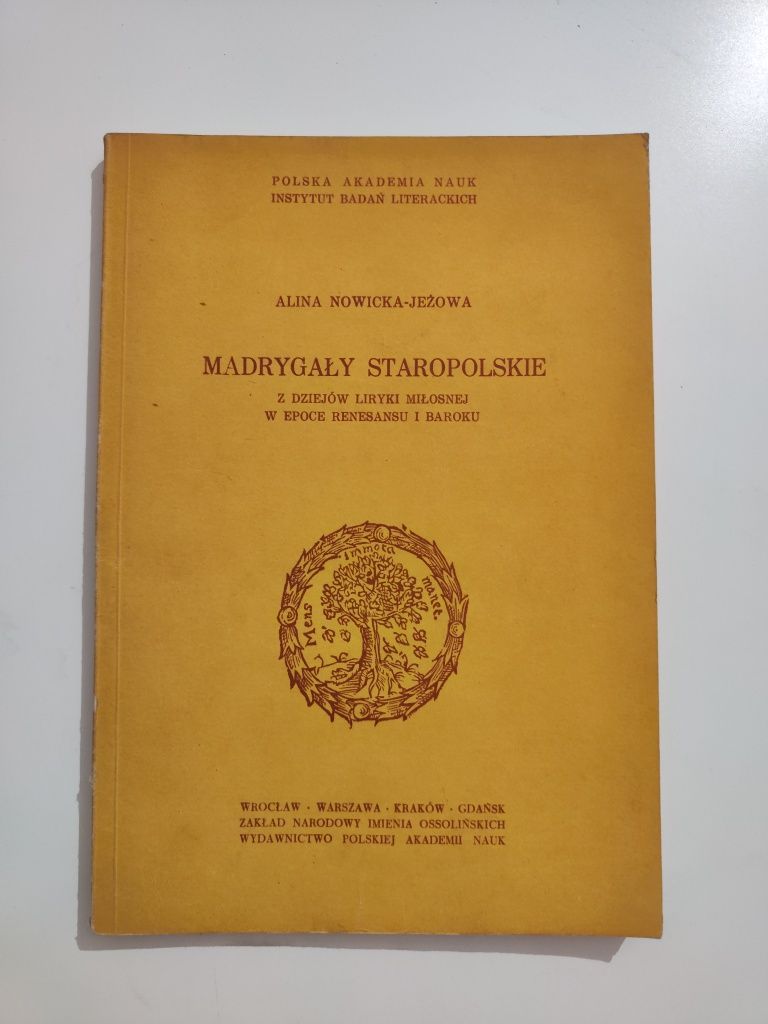 POLSKA AKADEMIA NAUK
INSTYTUT BADAŃ LITERACKICH
ALINA NOWICKA-JEŻOWA
MADRYGAŁY STAROPOLSKIE
Z DZIEJÓW LIRYKI MIŁOSNEJ
W EPOCE RENESANSU I BAROKU
Mens immota manet.
WROCŁAW · WARSZAWA · KRAKÓW · GDAŃSK
ZAKŁAD NARODOWY IMIENIA OSSOLIŃSKICH
WYDAWNICTWO POLSKIEJ AKADEMII NAUK